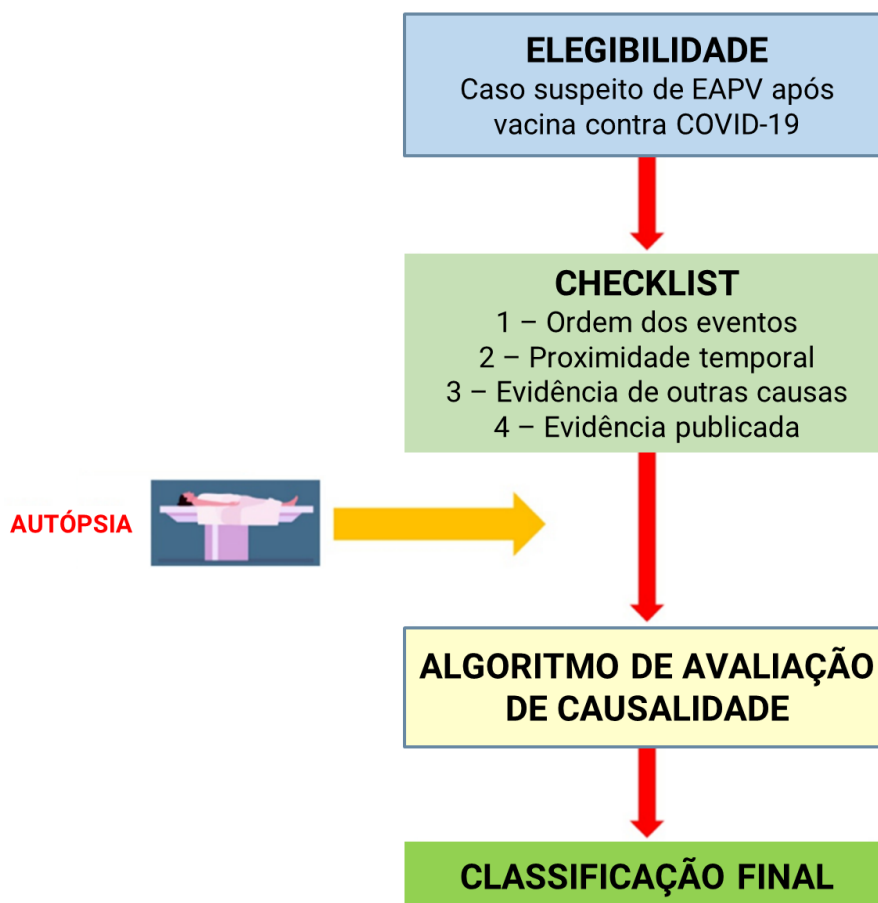 ELEGIBILIDADE
Caso suspeito de EAPV após
vacina contra COVID-19
CHECKLIST
1 – Ordem dos eventos
2 – Proximidade temporal
3 – Evidência de outras causas
4 – Evidência publicada
AUTÓPSIA
ALGORITMO DE AVALIAÇÃO
DE CAUSALIDADE
CLASSIFICAÇÃO FINAL